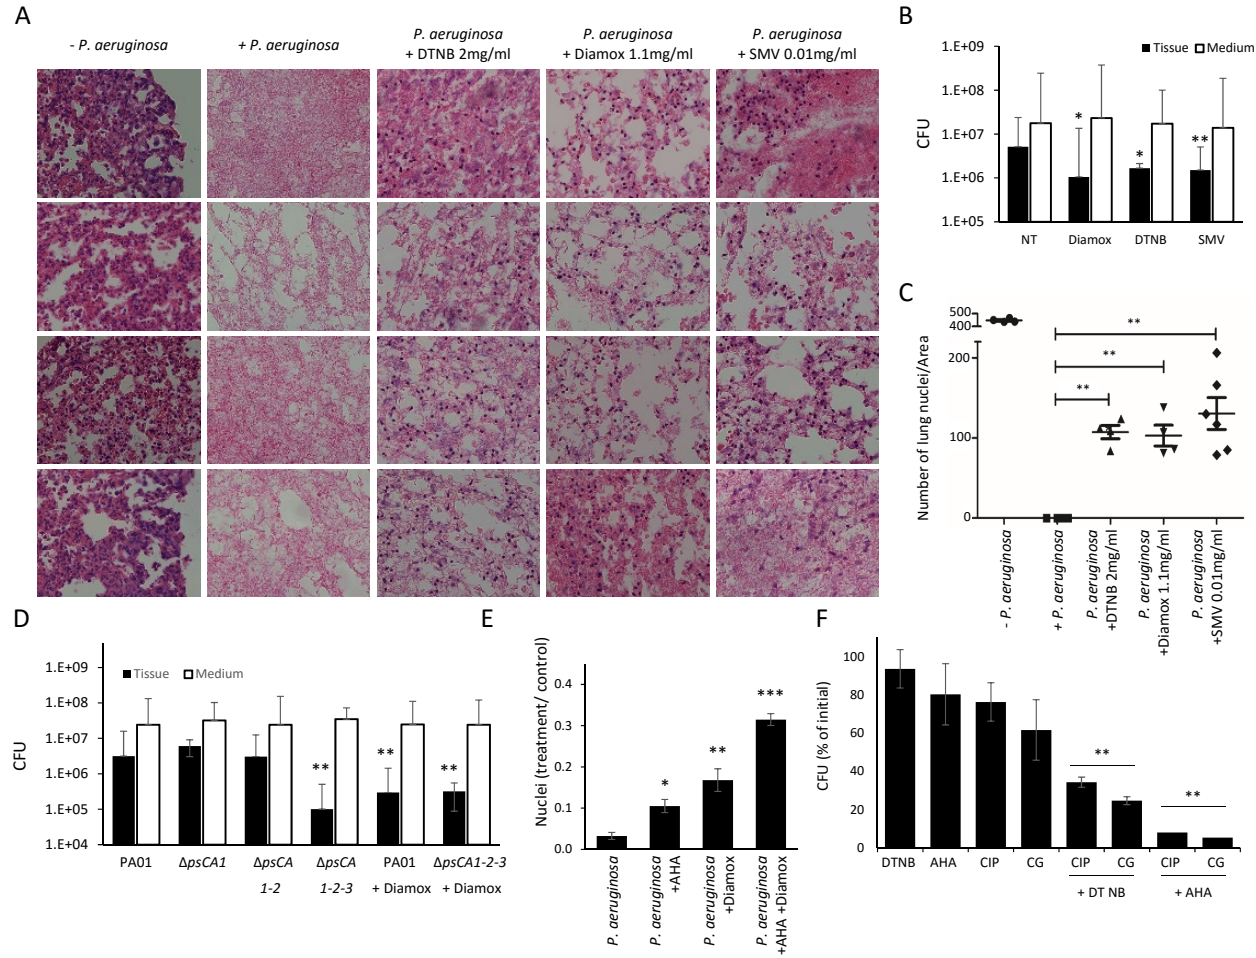 A
- P. aeruginosa
+ P. aeruginosa
P. aeruginosa
+ DTNB 2mg/ml
P. aeruginosa
+ Diamox 1.1mg/ml
P. aeruginosa
+ SMV 0.01mg/ml
B
1.E+09
1.E+08
1.E+07
1.E+06
1.E+05
CFU
Tissue
Medium
*
*
**
NT
Diamox
DTNB
SMV
C
Number of lung nuclei/Area
500
400
200
100
0
**
**
**
- P. aeruginosa
+ P. aeruginosa
P. aeruginosa
+DTNB 2mg/ml
P. aeruginosa
+Diamox 1.1mg/ml
P. aeruginosa
+SMV 0.01mg/ml
D
CFU
1.E+09
1.E+08
1.E+07
1.E+06
1.E+05
1.E+04
Tissue
Medium
**
**
**
PA01
ΔpsCA1
ΔpsCA
1-2
ΔpsCA
1-2-3
PA01
+ Diamox
ΔpsCA1-2-3
+ Diamox
E
Nuclei (treatment/ control)
0.4
0.3
0.2
0.1
0.0
*
**
***
P. aeruginosa
P. aeruginosa
+AHA
P. aeruginosa
+Diamox
P. aeruginosa
+AHA +Diamox
F
CFU (% of initial)
100
80
60
40
20
0
**
**
DTNB
AHA
CIP
CG
CIP
CG
CIP
CG
+ DT NB
+ AHA